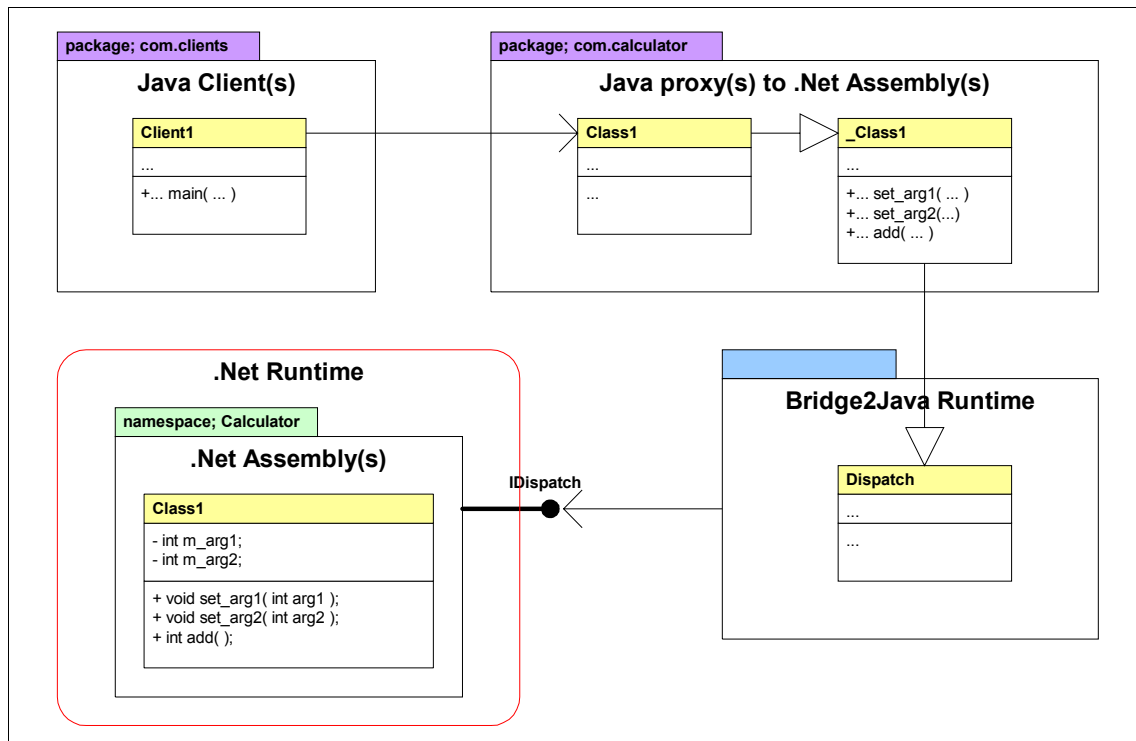 package; com.clients
Java Client(s)
Client1
...
+... main( ... )
package; com.calculator
Java proxy(s) to .Net Assembly(s)
Class1
...
...
_Class1
...
+... set_arg1( ... )
+... set_arg2(...)
+... add( ... )
.Net Runtime
namespace; Calculator
.Net Assembly(s)
Class1
- int m_arg1;
- int m_arg2;
+ void set_arg1( int arg1 );
+ void set_arg2( int arg2 );
+ int add( );
IDispatch
Bridge2Java Runtime
Dispatch
...
...